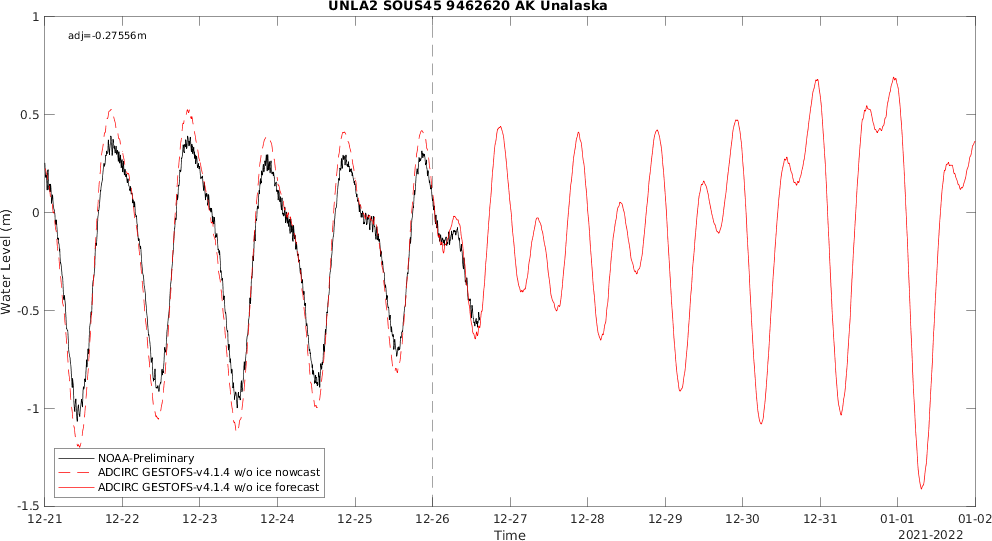 UNLA2 SOUS45 9462620 AK Unalaska
adj=-0.27556m
1
0.5
0
-0.5
-1
-1.5
Water Level (m)
NOAA-Preliminary
ADCIRC GESTOFS-v4.1.4 w/o ice nowcast
ADCIRC GESTOFS-v4.1.4 w/o ice forecast
12-21 12-22 12-23 12-24 12-25 12-26 12-27 12-28 12-29 12-30 12-31 01-01 01-02
Time
2021-2022